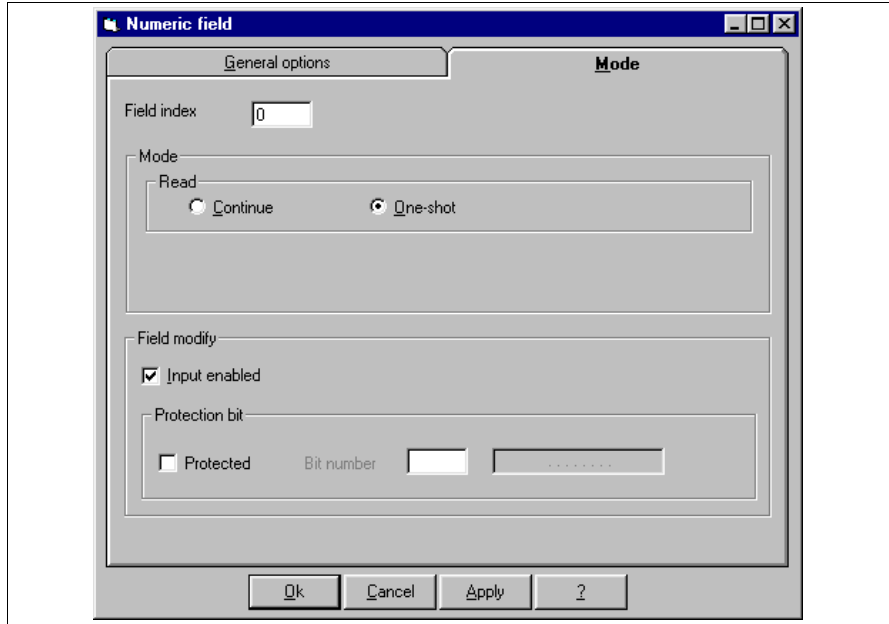 Numeric field
General options Mode
Field index 0
Mode
Read
Continue One-shot
Field modify
Input enabled
Protection bit
Protected Bit number ........
Ok Cancel Apply ?